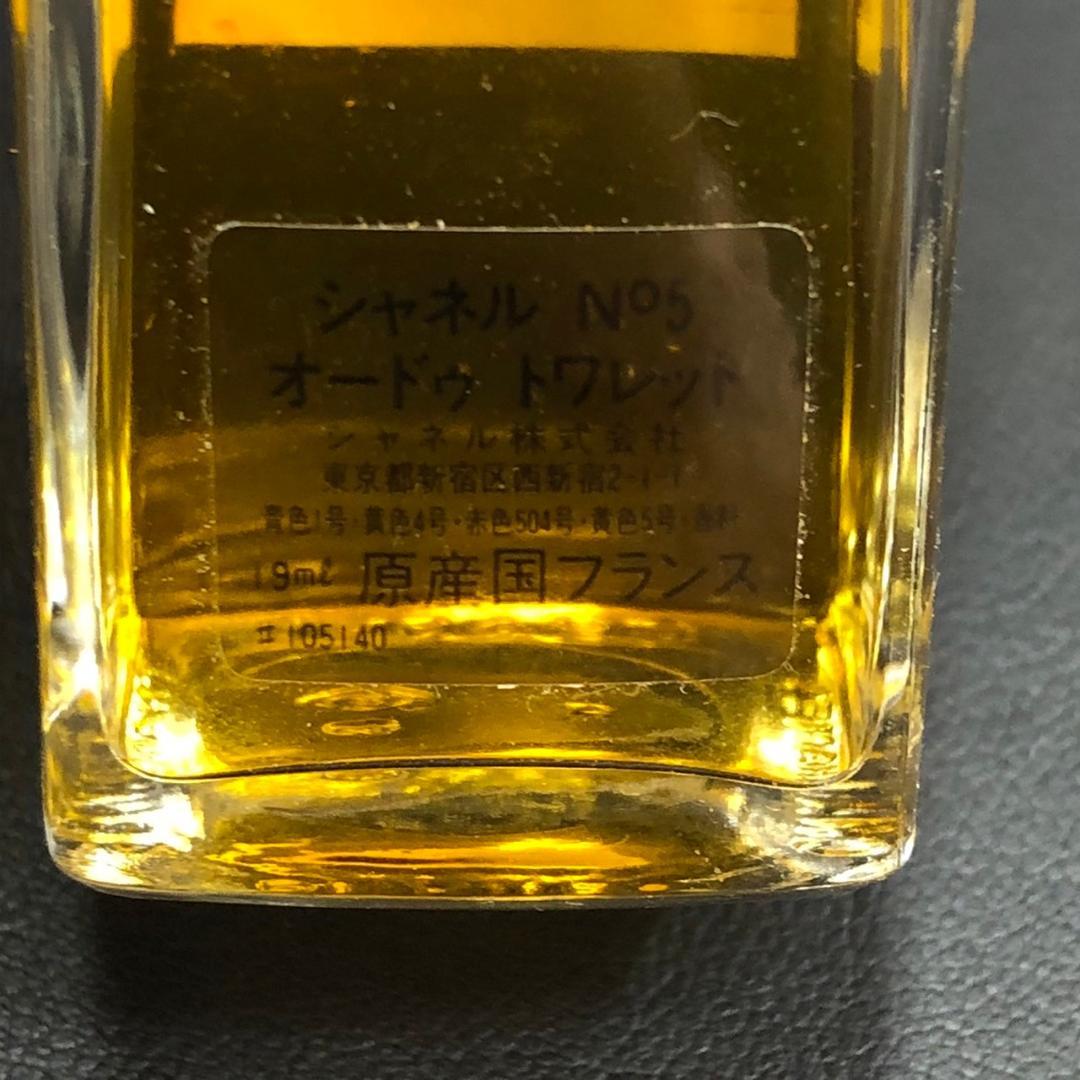 シャネル Nº5
オードゥ トワレット
シャネル株式会社
東京都新宿区西新宿2-1-1
青色1号・黄色4号・赤色504号・黄色5号・香料
19ml 原産国フランス
#105140